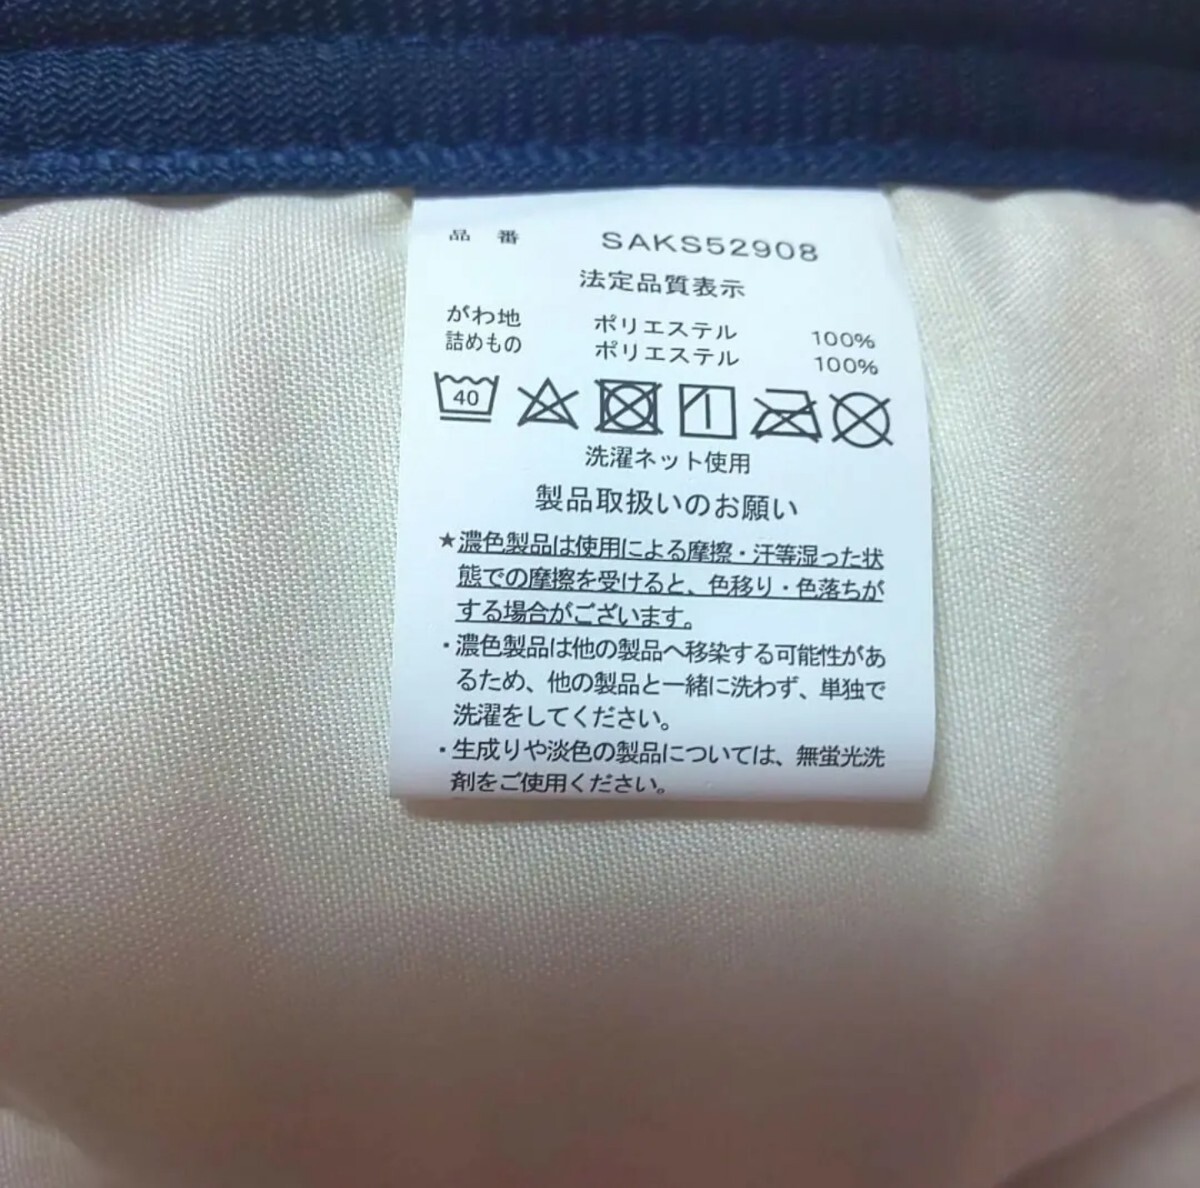 品 番 SAKS52908
法定品質表示
がわ地 ポリエステル 100%
詰めもの ポリエステル 100%
40
洗濯ネット使用
製品取扱いのお願い
★濃色製品は使用による摩擦・汗等湿った状
態での摩擦を受けると、色移り・色落ちが
する場合がございます。
・濃色製品は他の製品へ移染する可能性があ
るため、他の製品と一緒に洗わず、単独で
洗濯をしてください。
・生成りや淡色の製品については、無蛍光洗
剤をご使用ください。